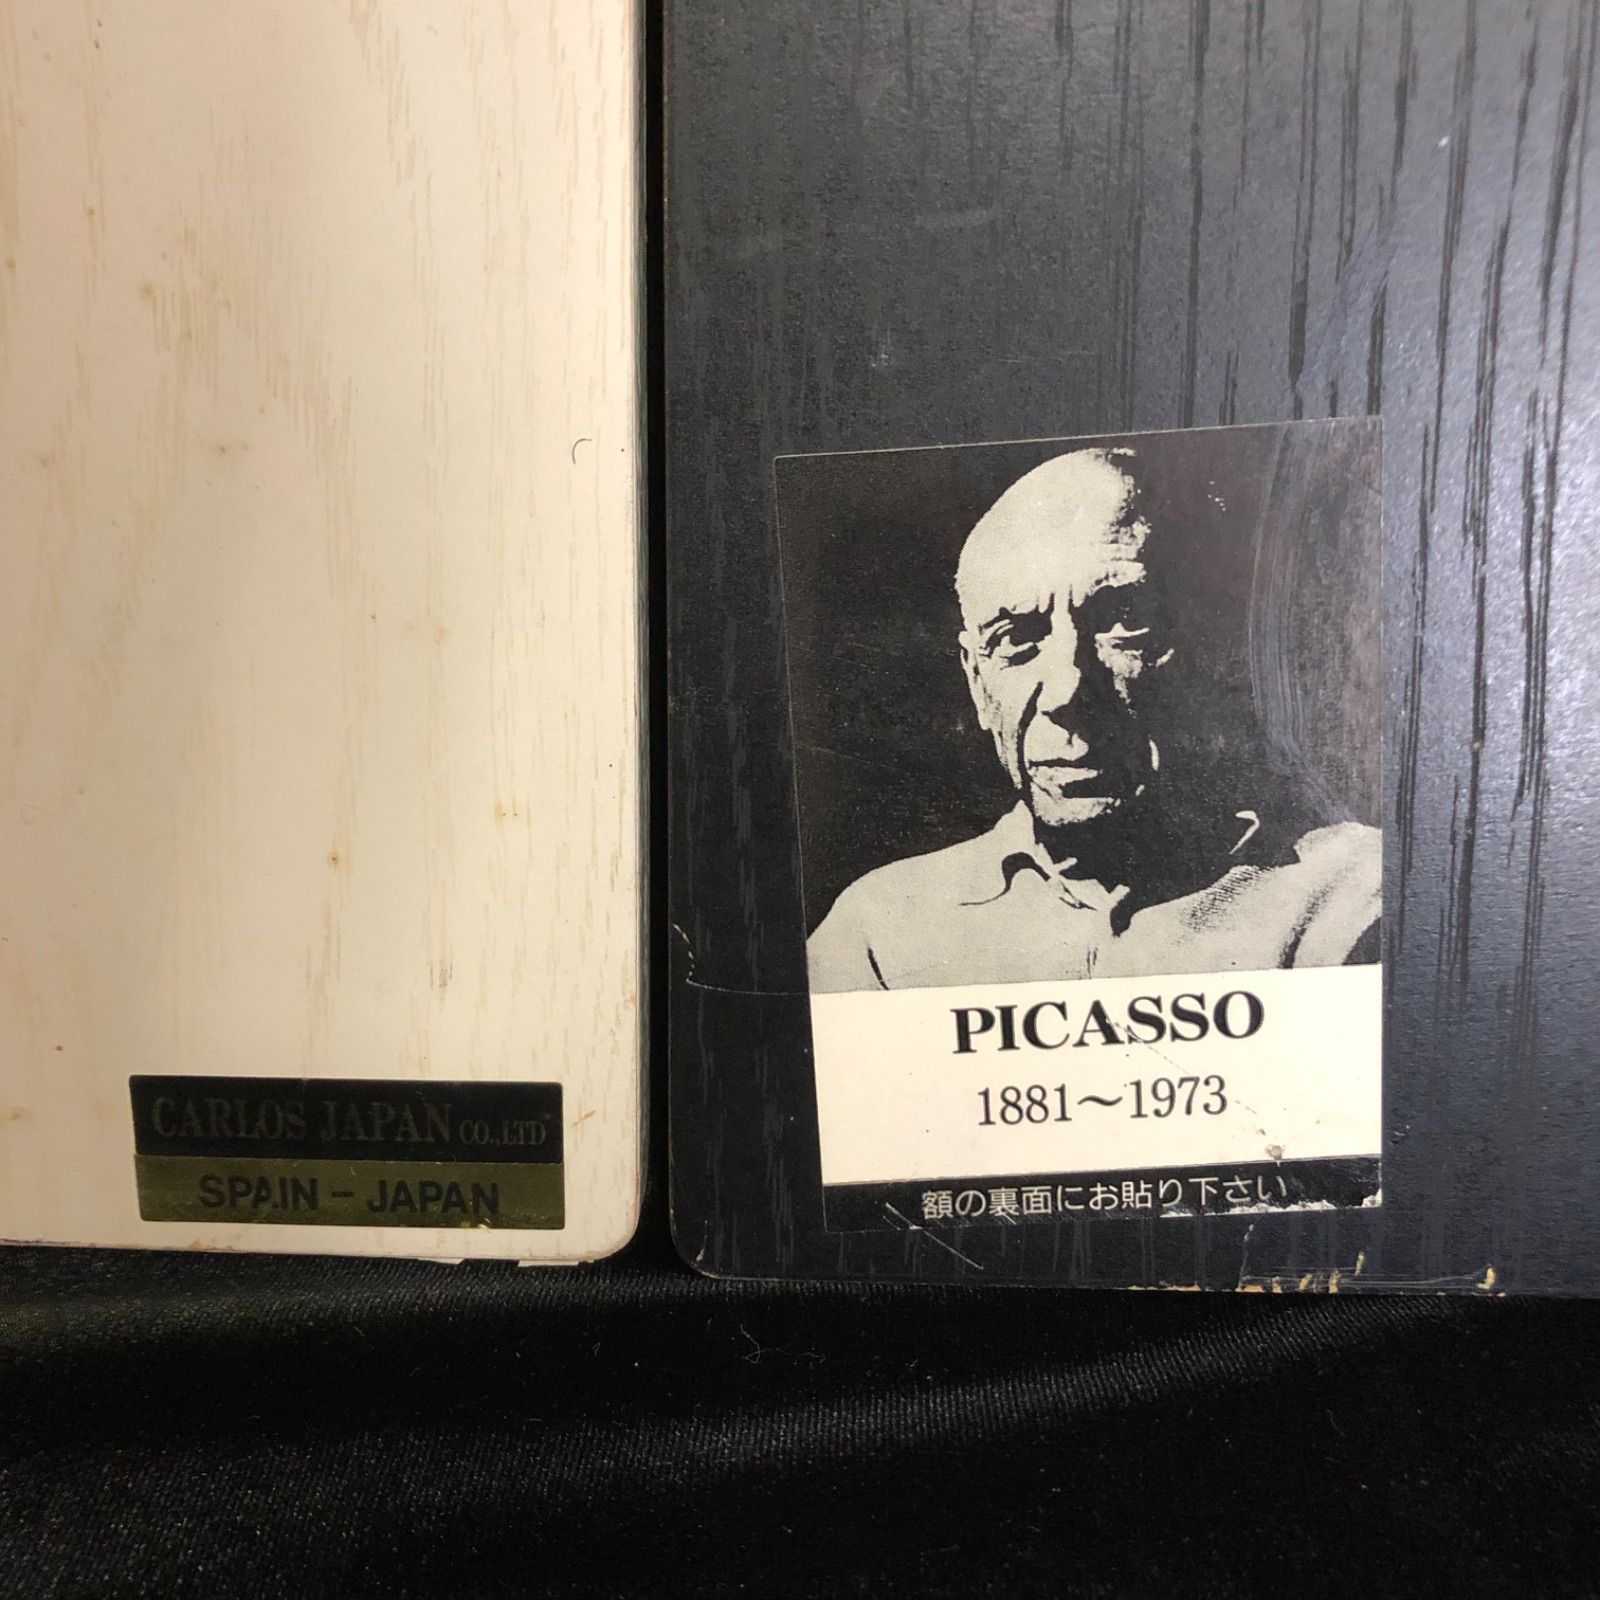 CARLOS JAPAN CO.,LTD
SPAIN - JAPAN
PICASSO
1881～1973
額の裏面にお貼り下さい